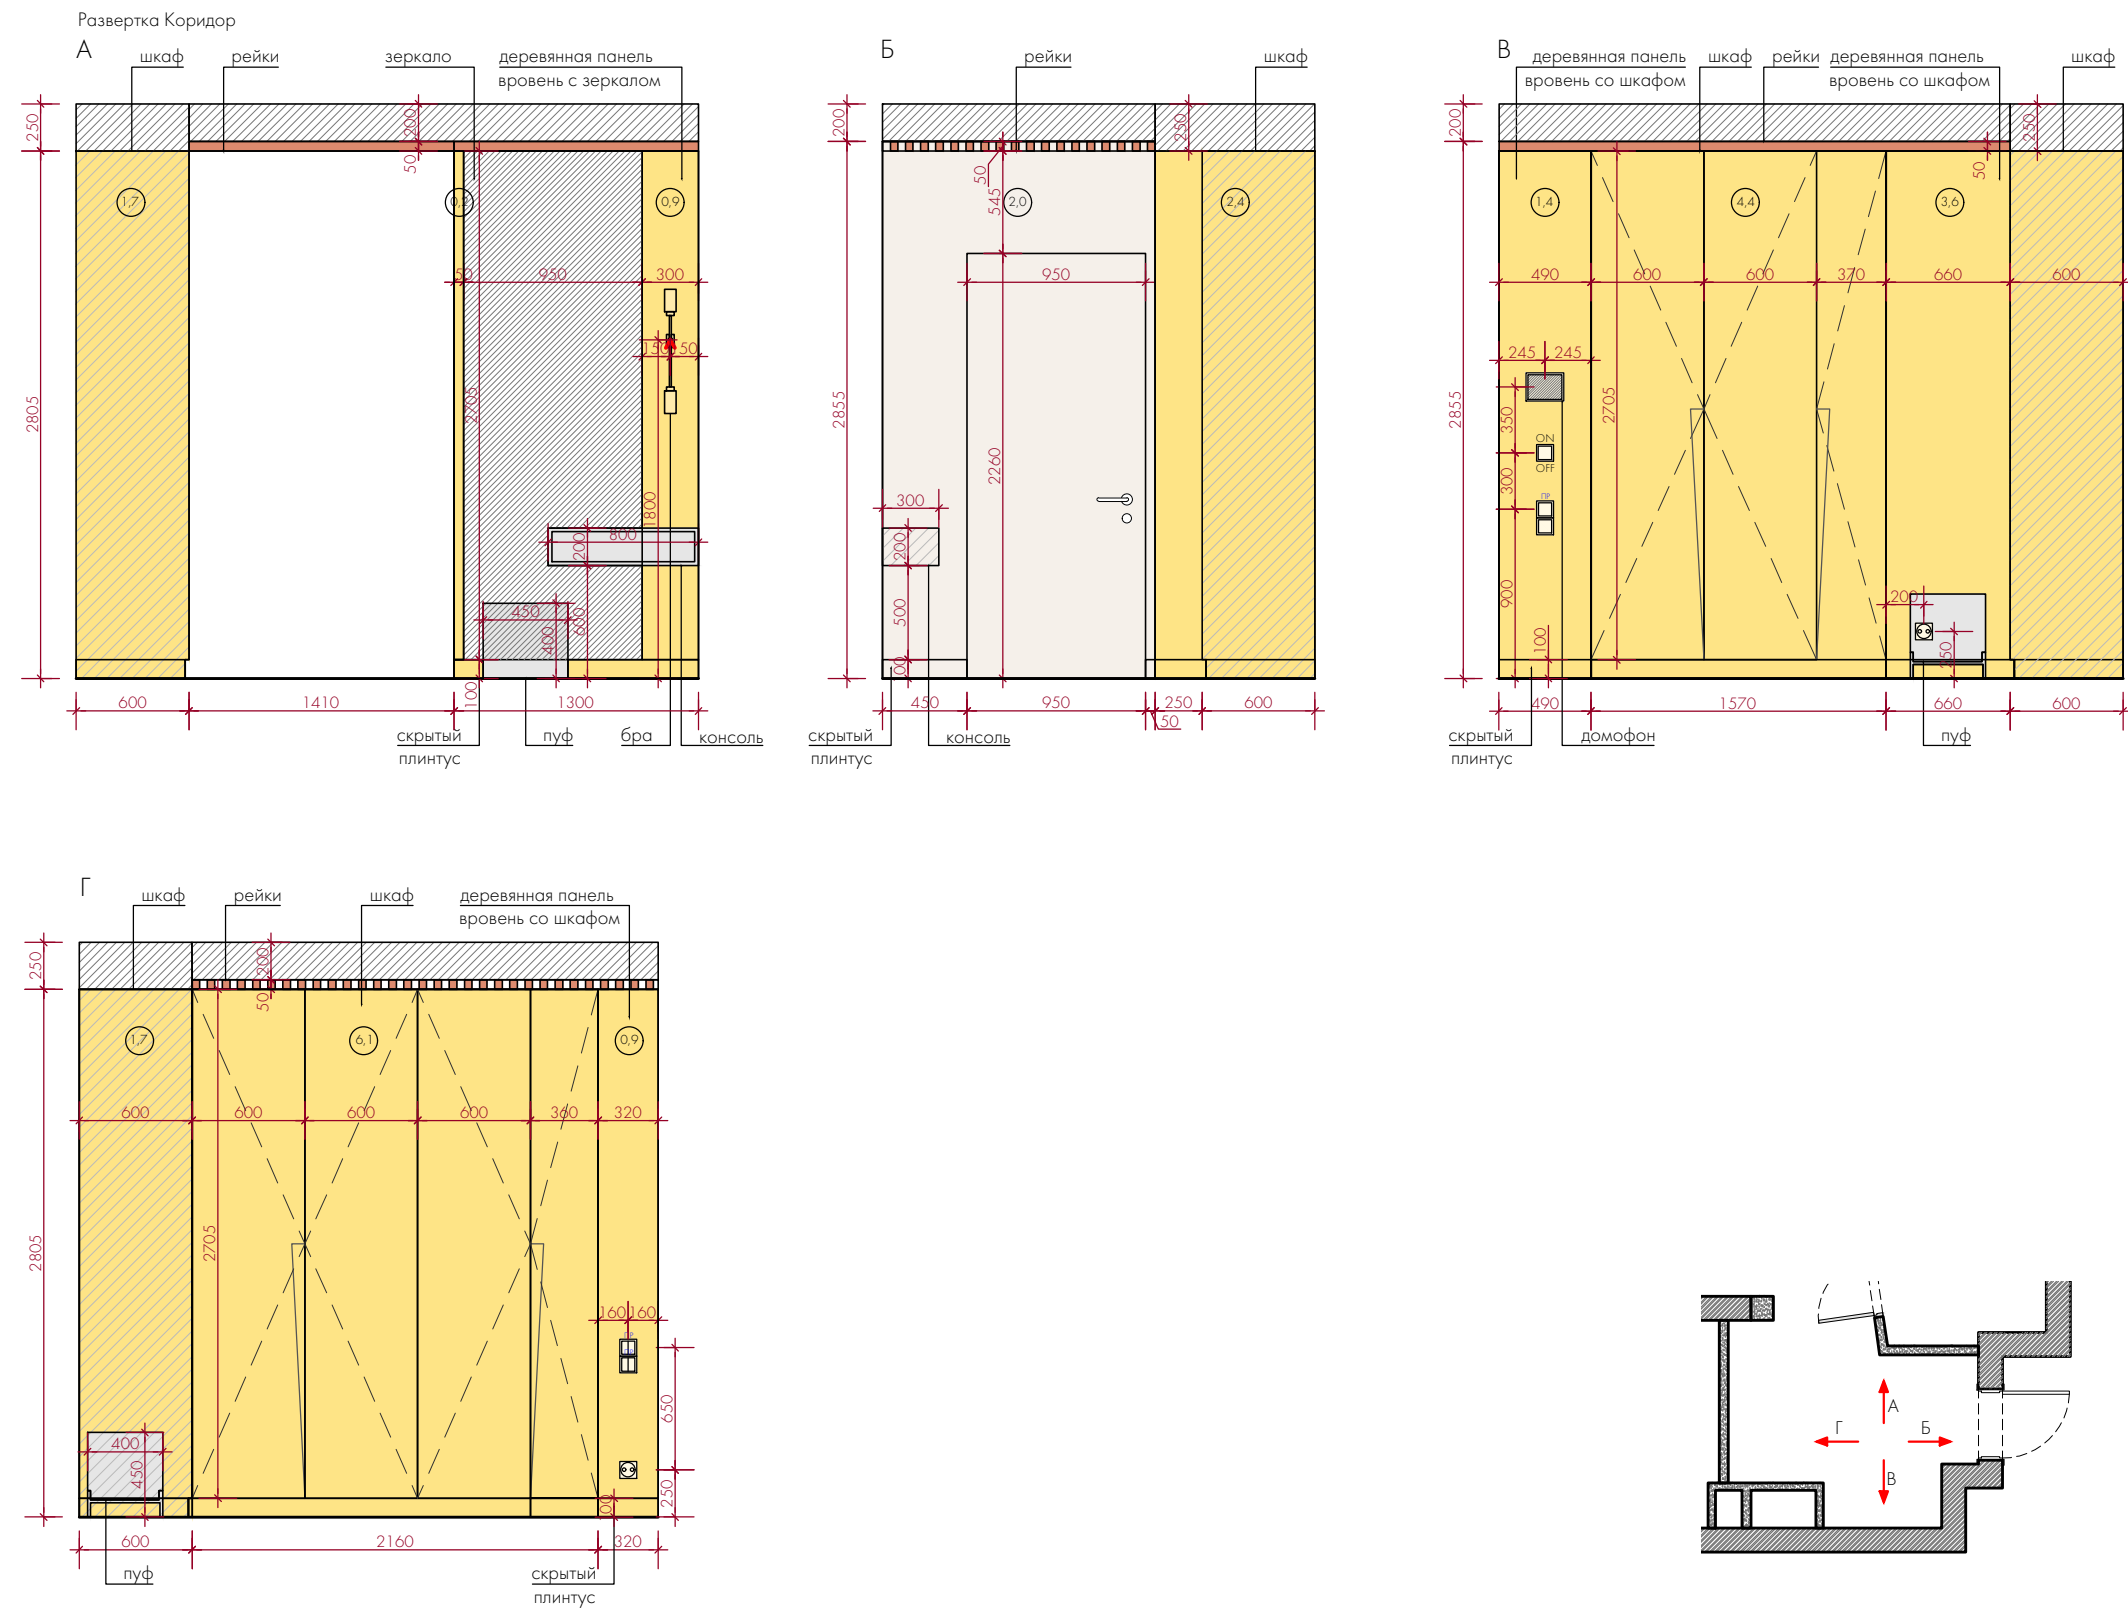 Развертка Коридор
А
шкаф
рейки
зеркало
деревянная панель
вровень с зеркалом
250
200
50
2805
1,7
0,2
0,9
50
950
300
150
50
2705
1800
800
200
450
400
600
100
600
1410
1300
скрытый
плинтус
пуф
бра
консоль
Б
рейки
шкаф
200
250
50
545
2,0
2,4
950
2855
2260
300
200
500
450
950
50
250
600
скрытый
плинтус
консоль
В
деревянная панель
вровень со шкафом
шкаф
рейки
деревянная панель
вровень со шкафом
шкаф
200
250
50
1,4
4,4
3,6
490
600
600
370
660
600
245
245
2855
2705
350
ON
OFF
300
ПР
900
100
200
490
1570
660
600
скрытый
плинтус
домофон
пуф
Г
шкаф
рейки
шкаф
деревянная панель
вровень со шкафом
250
200
50
1,7
6,1
0,9
600
600
600
600
360
320
2805
2705
160
160
ПР
650
250
400
450
600
2160
320
пуф
скрытый
плинтус
А
Г
Б
В